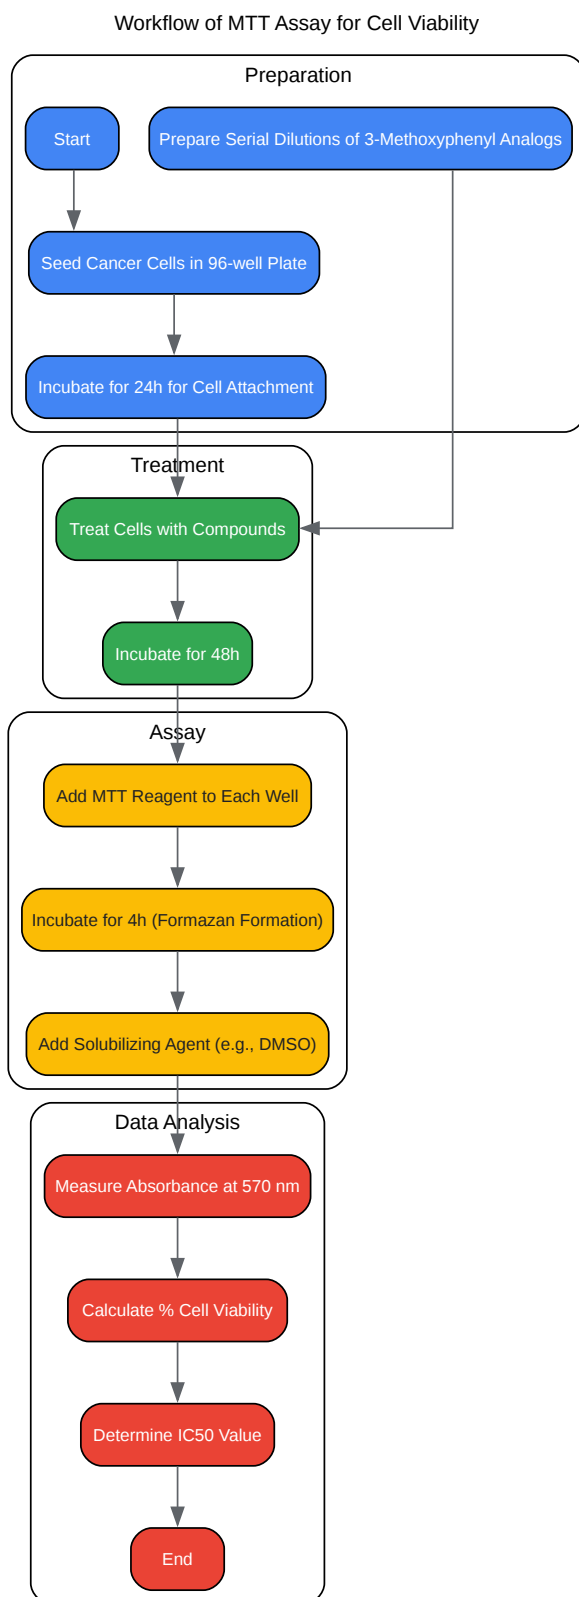 Workflow of MTT Assay for Cell Viability
Preparation
Start
Prepare Serial Dilutions of 3-Methoxyphenyl Analogs
Seed Cancer Cells in 96-well Plate
Incubate for 24h for Cell Attachment
Treatment
Treat Cells with Compounds
Incubate for 48h
Assay
Add MTT Reagent to Each Well
Incubate for 4h (Formazan Formation)
Add Solubilizing Agent (e.g., DMSO)
Data Analysis
Measure Absorbance at 570 nm
Calculate % Cell Viability
Determine IC50 Value
End